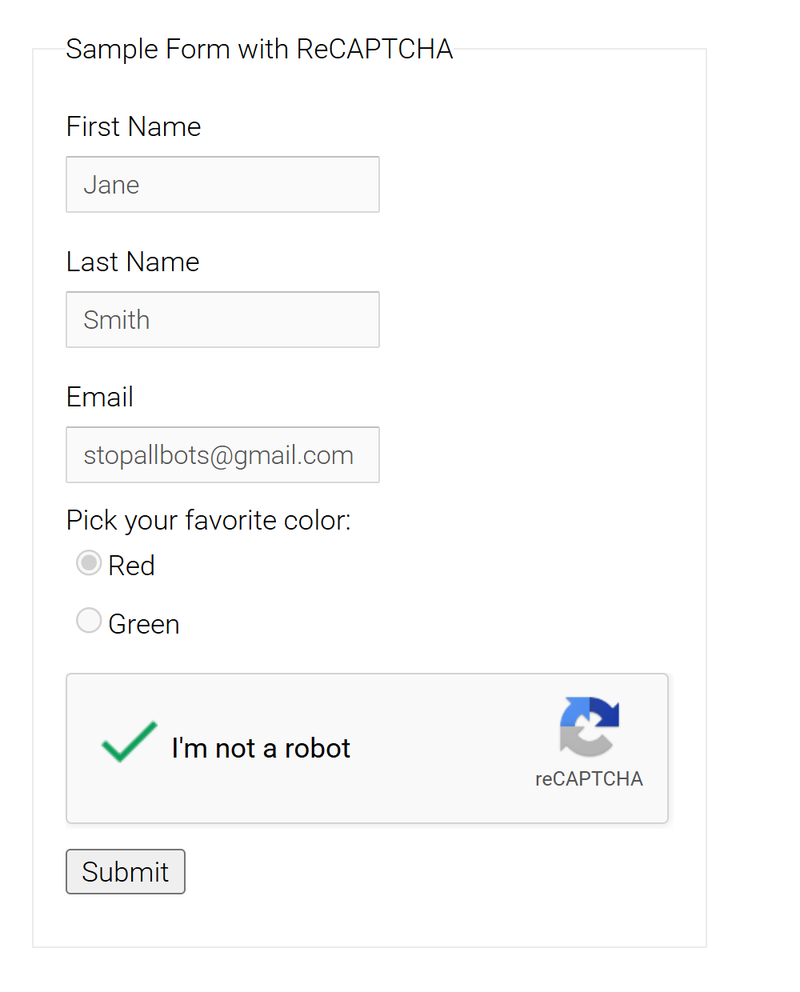 Sample Form with ReCAPTCHA
First Name
Jane
Last Name
Smith
Email
stopallbots@gmail.com
Pick your favorite color:
Red
Green
I'm not a robot
reCAPTCHA
Submit